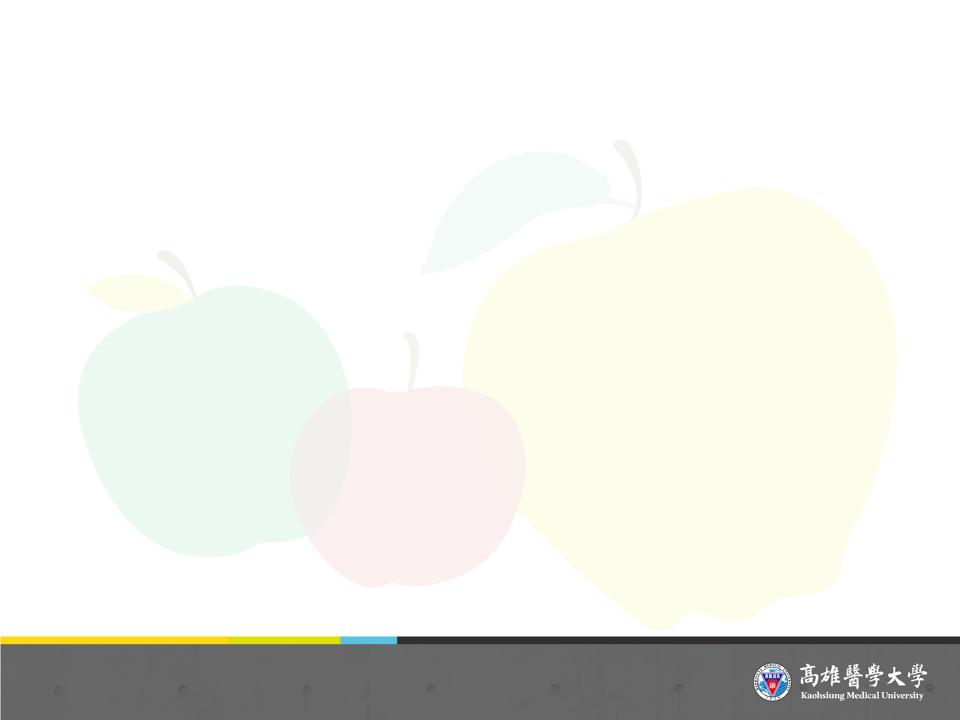 高雄醫學大學
Kaohsiung Medical University